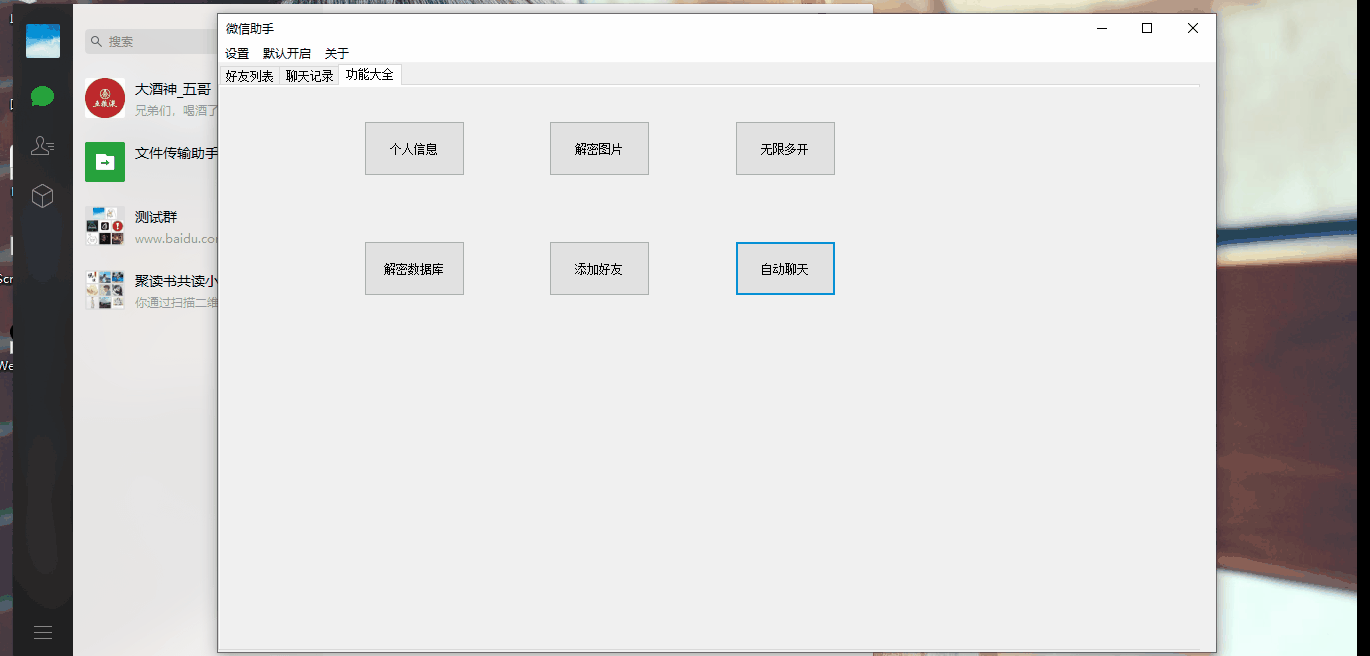 微信助手
设置 默认开启 关于
好友列表 聊天记录 功能大全
搜索
大酒神_五哥
兄弟们，喝酒了
文件传输助手
测试群
www.baidu.co
聚读书共读小
你通过扫描二维
个人信息 解密图片 无限多开
解密数据库 添加好友 自动聊天
Scr
We